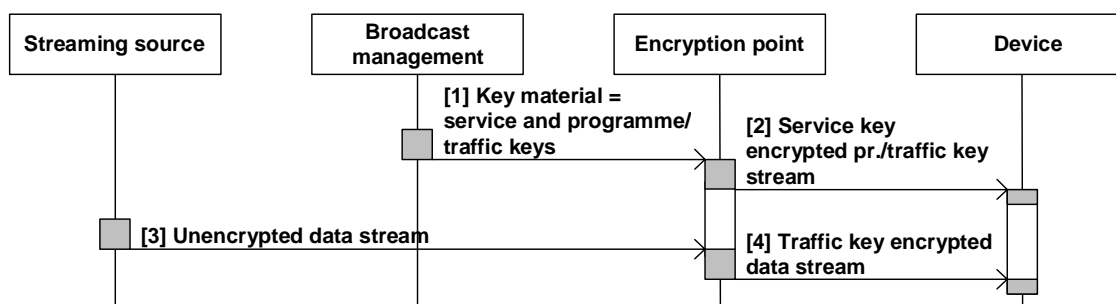 Streaming source
Broadcast
management
Encryption point
Device
[1] Key material =
service and programme/
traffic keys
[2] Service key
encrypted pr./traffic key
stream
[3] Unencrypted data stream
[4] Traffic key encrypted
data stream